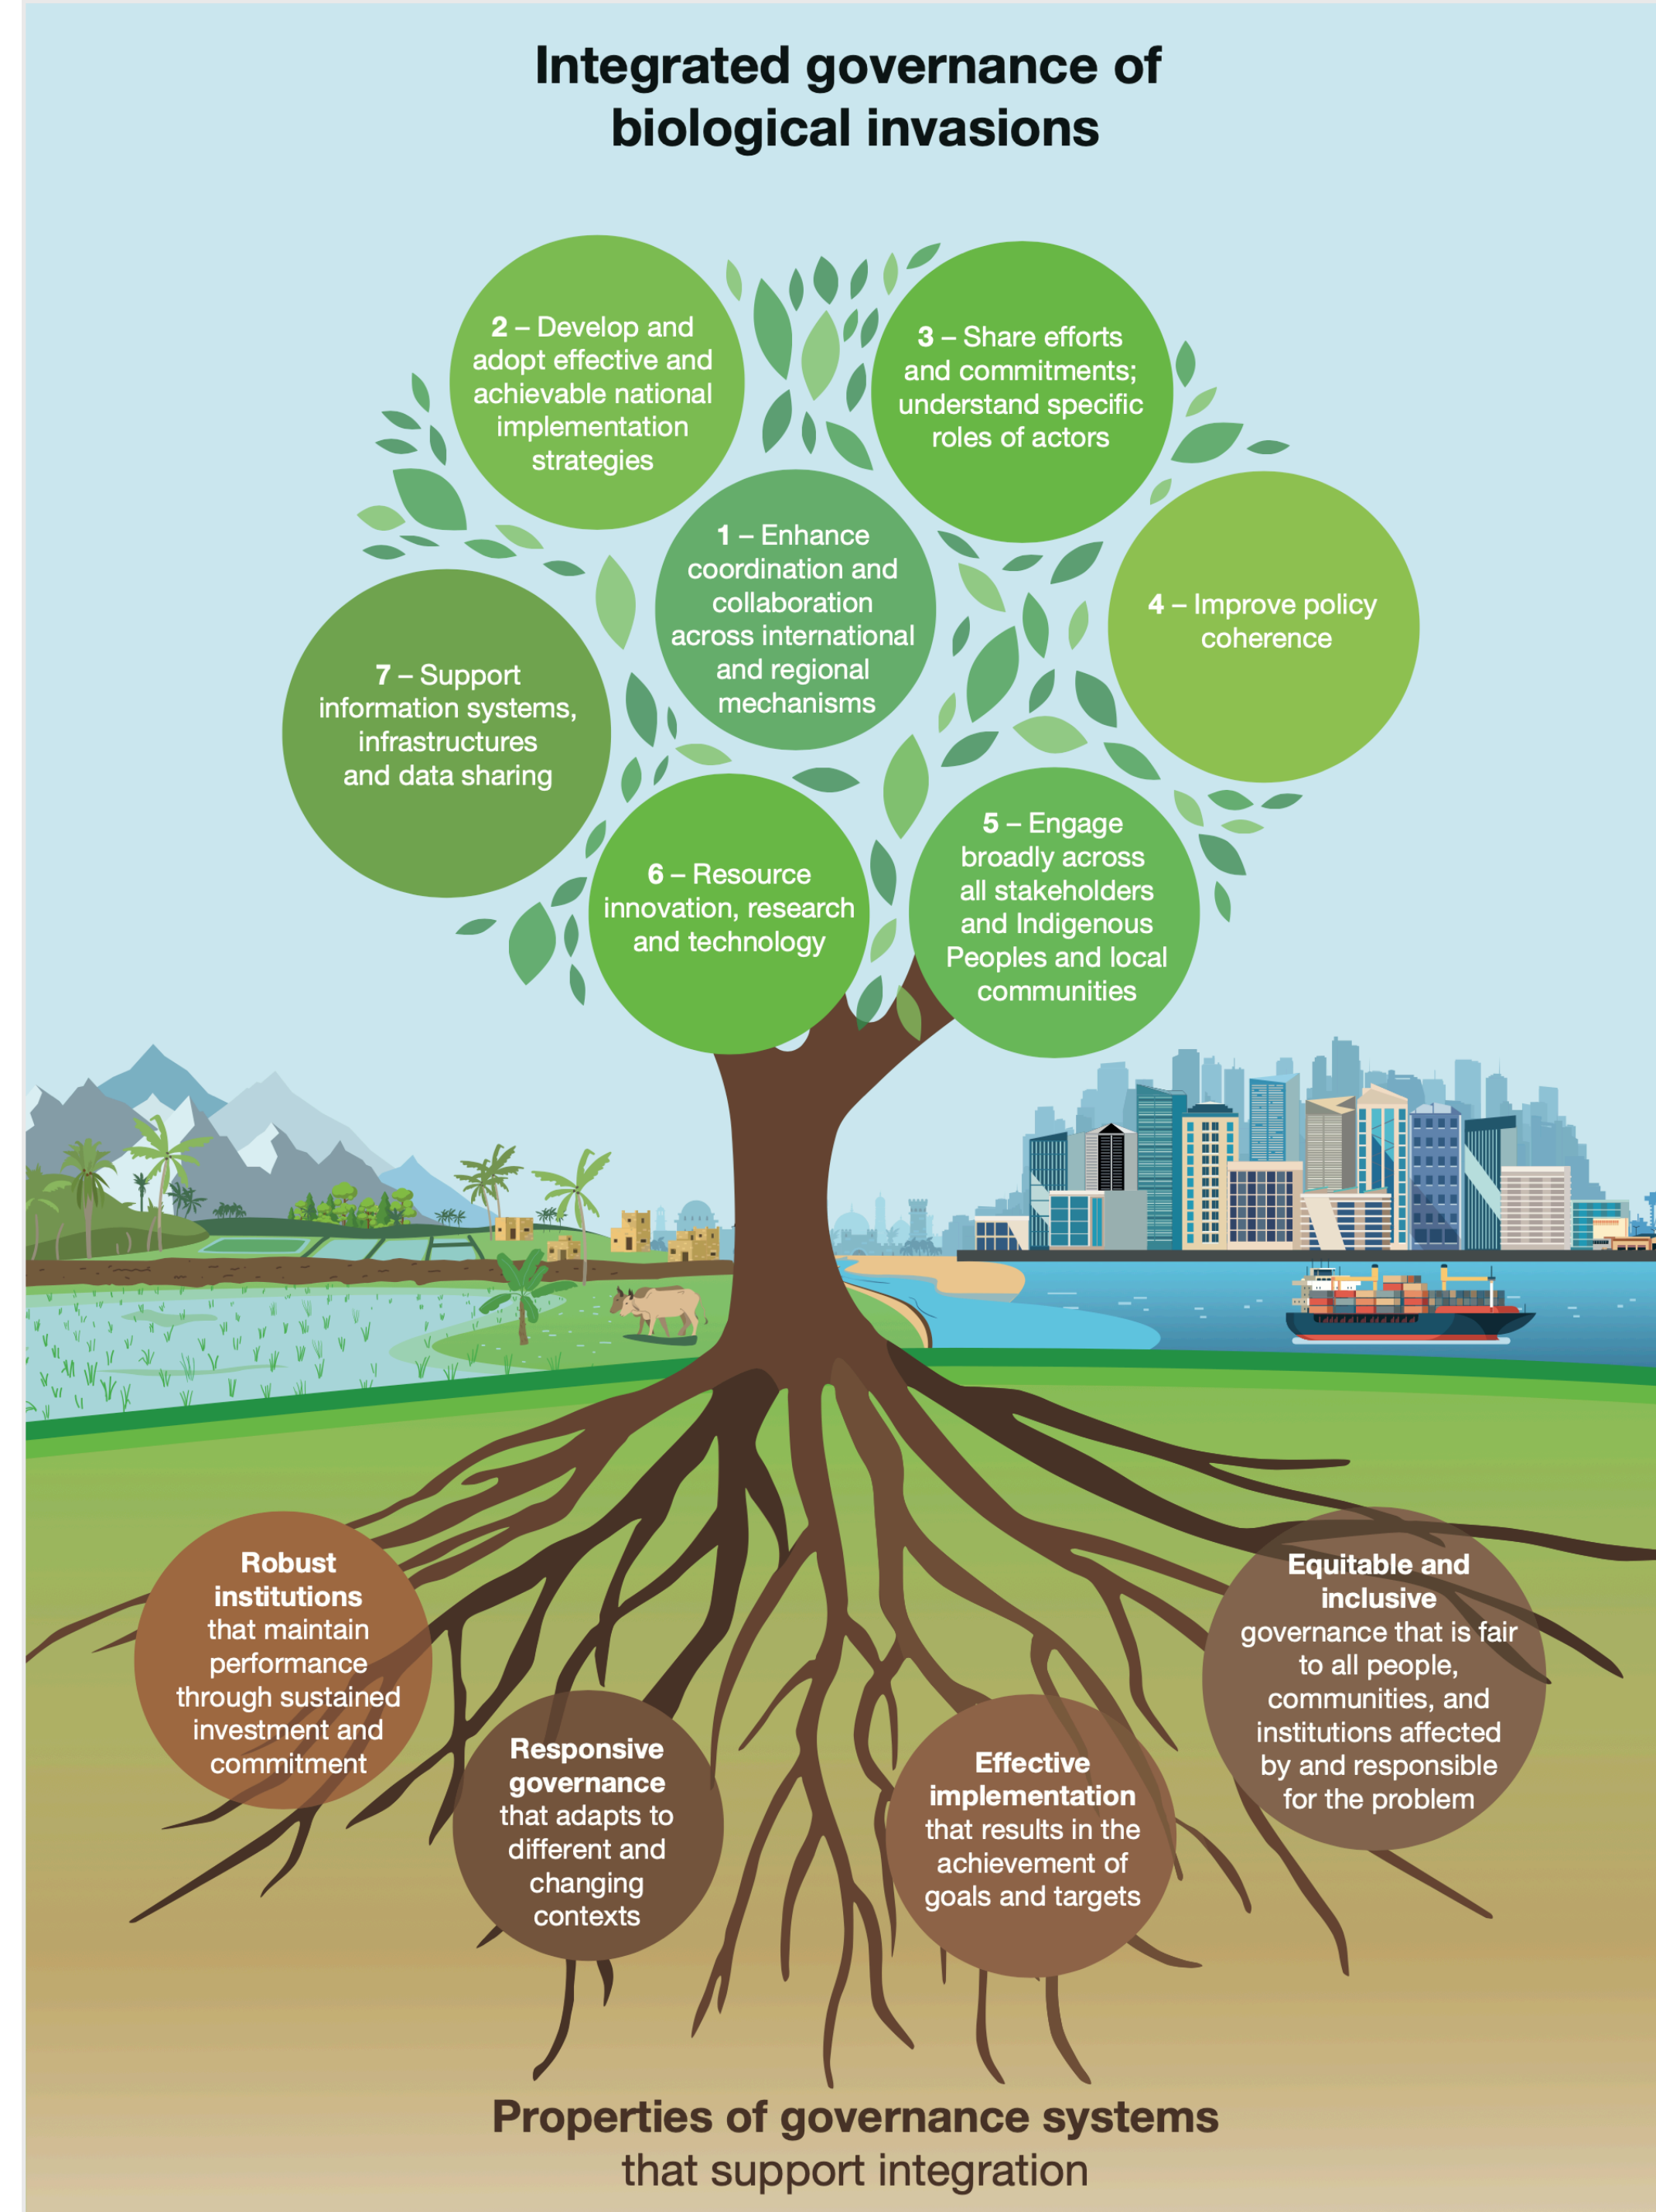 Integrated governance of
biological invasions
2 – Develop and
adopt effective and
achievable national
implementation
strategies
3 – Share efforts
and commitments;
understand specific
roles of actors
1 – Enhance
coordination and
collaboration
across international
and regional
mechanisms
4 – Improve policy
coherence
7 – Support
information systems,
infrastructures
and data sharing
6 – Resource
innovation, research
and technology
5 – Engage
broadly across
all stakeholders
and Indigenous
Peoples and local
communities
Robust
institutions
that maintain
performance
through sustained
investment and
commitment
Responsive
governance
that adapts to
different and
changing
contexts
Effective
implementation
that results in the
achievement of
goals and targets
Equitable and
inclusive
governance that is fair
to all people,
communities, and
institutions affected
by and responsible
for the problem
Properties of governance systems
that support integration